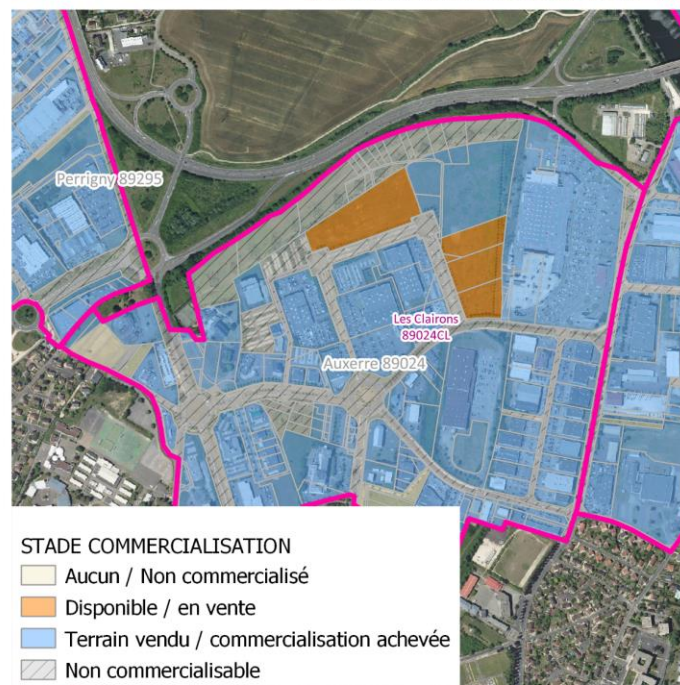 Perrigny 89295
Les Clairons
89024CL
Auxerre 89024
STADE COMMERCIALISATION
Aucun / Non commercialisé
Disponible / en vente
Terrain vendu / commercialisation achevée
Non commercialisable